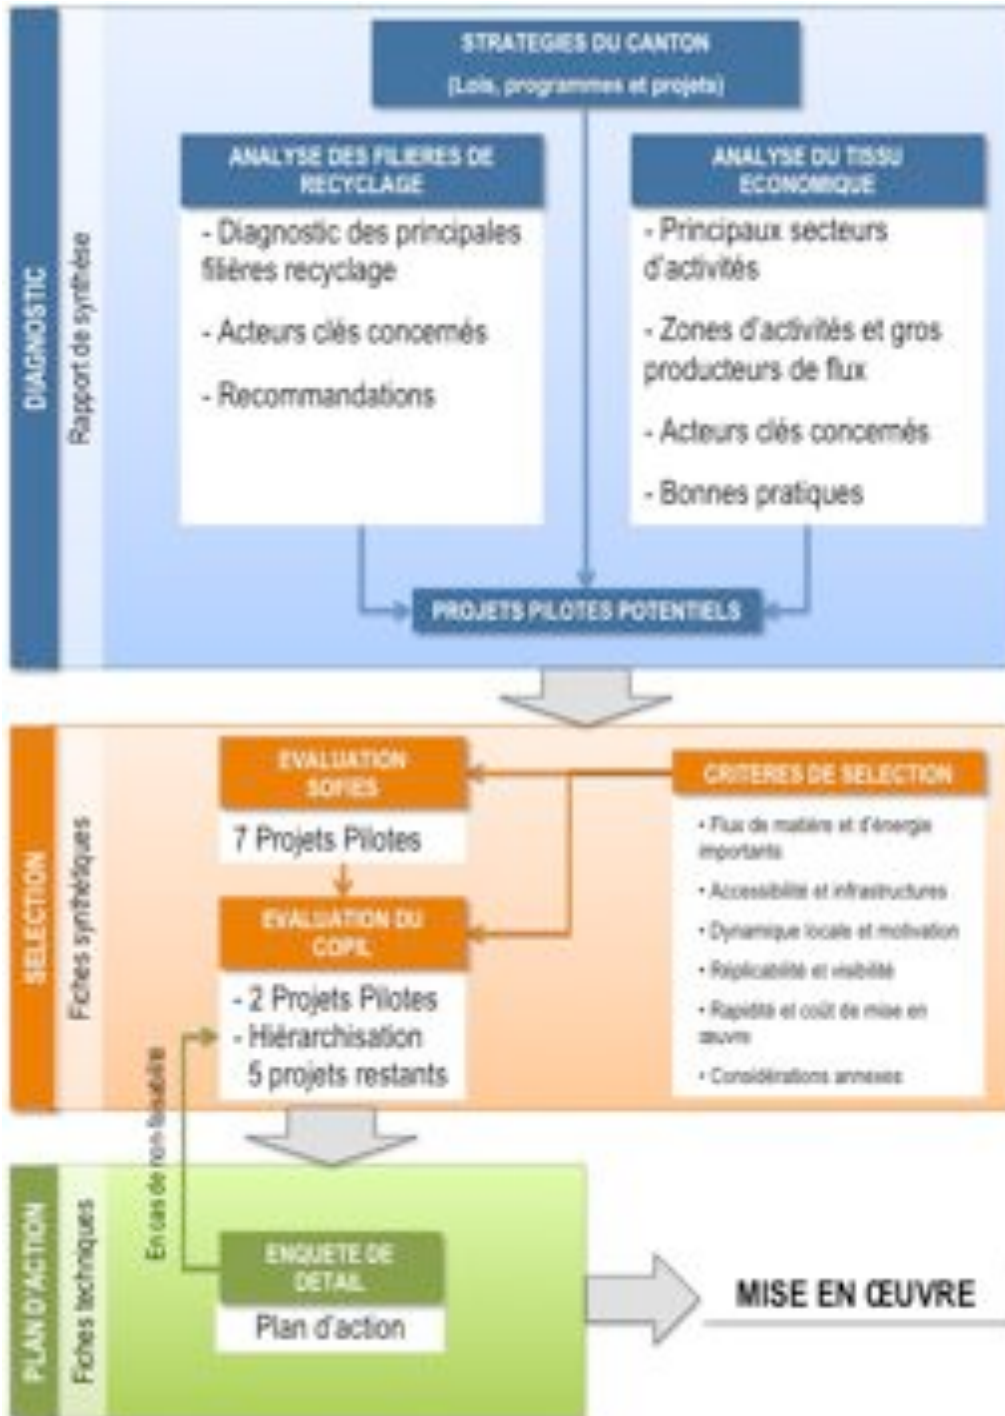 DIAGNOSTIC
Rapport de synthèse
STRATEGIES DU CANTON
(Lois, programmes et projets)
ANALYSE DES FILIERES DE
RECYCLAGE
- Diagnostic des principales
filières recyclage
- Acteurs clés concernés
- Recommandations
ANALYSE DU TISSU
ECONOMIQUE
- Principaux secteurs
d'activités
- Zones d'activités et gros
producteurs de flux
- Acteurs clés concernés
- Bonnes pratiques
PROJETS PILOTES POTENTIELS
SELECTION
Fiches synthétiques
EVALUATION
SOFIES
7 Projets Pilotes
EVALUATION DU
COPIL
- 2 Projets Pilotes
- Hiérarchisation
5 projets restants
CRITERES DE SELECTION
• Flux de matière et d'énergie
importants
• Accessibilité et infrastructures
• Dynamique locale et motivation
• Réplicabilité et visibilité
• Rapidité et coût de mise en
œuvre
• Considérations annexes
En cas de non faisabilité
PLAN D'ACTION
Fiches techniques
ENQUETE DE
DETAIL
Plan d'action
MISE EN ŒUVRE